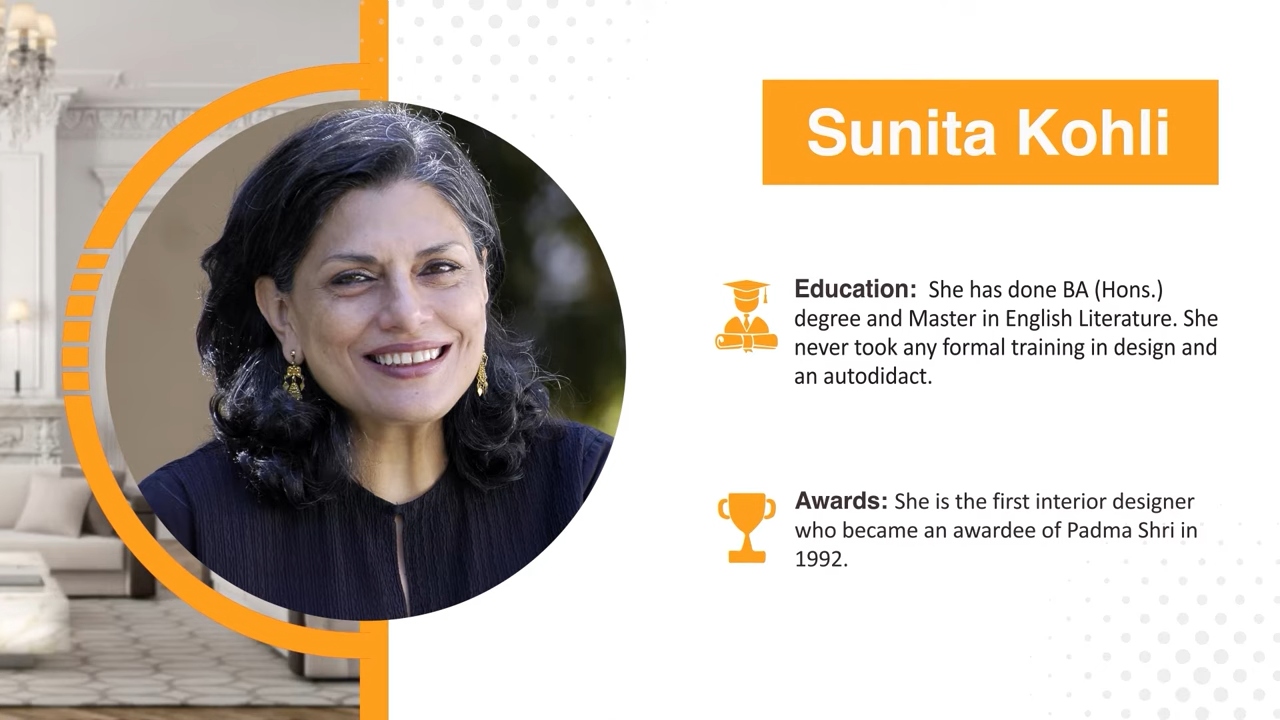 Sunita Kohli
Education: She has done BA (Hons.)
degree and Master in English Literature. She
never took any formal training in design and
an autodidact.
Awards: She is the first interior designer
who became an awardee of Padma Shri in
1992.